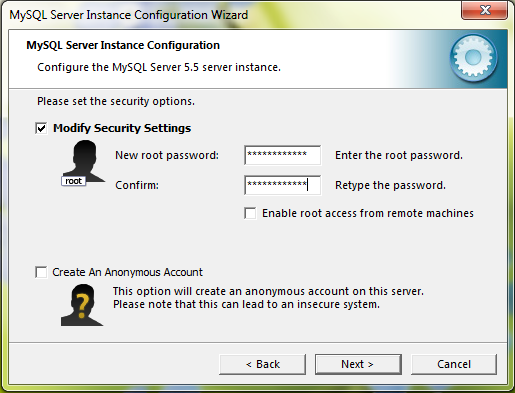 MySQL Server Instance Configuration Wizard
MySQL Server Instance Configuration
Configure the MySQL Server 5.5 server instance.
Please set the security options.
Modify Security Settings
New root password: ************ Enter the root password.
root
Confirm: ************ Retype the password.
Enable root access from remote machines
Create An Anonymous Account
This option will create an anonymous account on this server.
Please note that this can lead to an insecure system.
< Back Next > Cancel